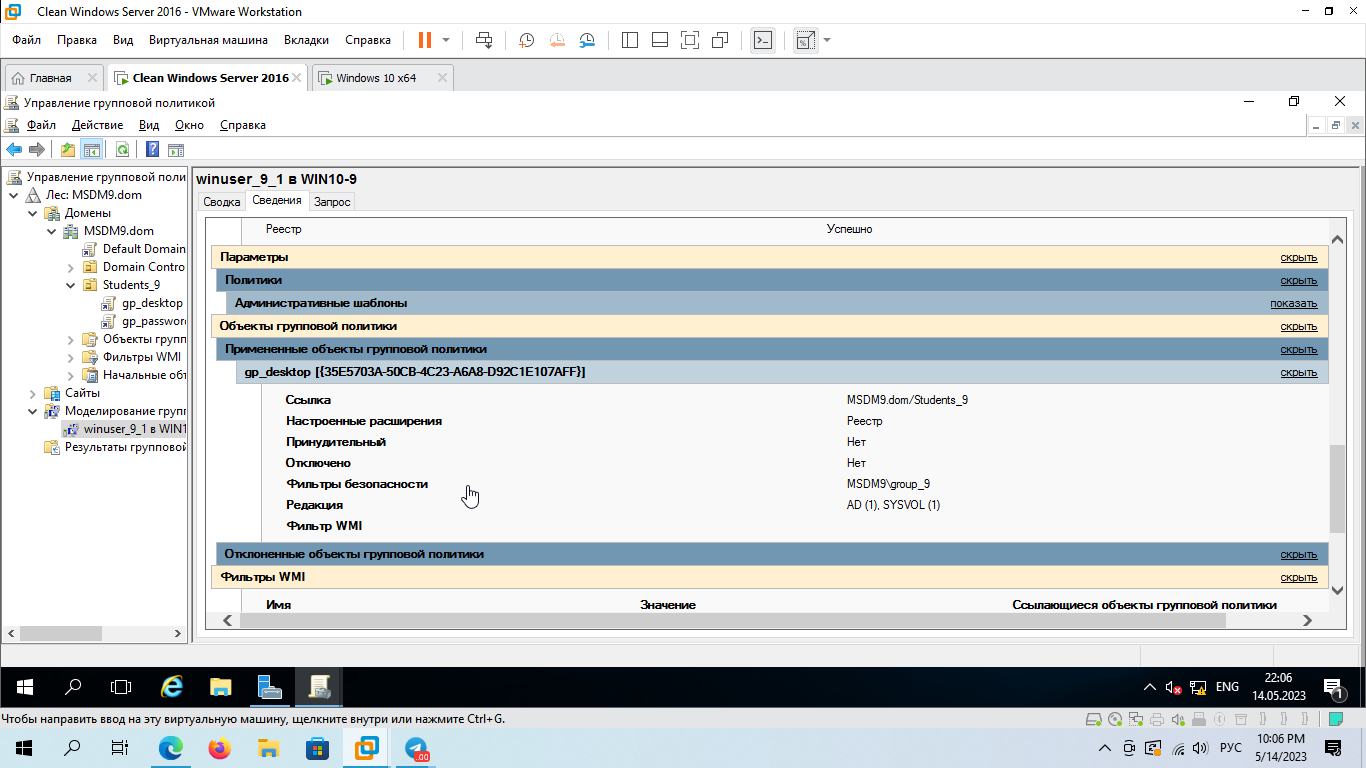 Clean Windows Server 2016 - VMware Workstation
Файл Правка Вид Виртуальная машина Вкладки Справка
Главная Clean Windows Server 2016 Windows 10 x64
Управление групповой политикой
Файл Действие Вид Окно Справка
Управление групповой поли
Лес: MSDM9.dom
Домены
MSDM9.dom
Default Domain
Domain Contro
Students_9
gp_desktop
gp_password
Объекты групп
Фильтры WMI
Начальные об
Сайты
Моделирование групп
winuser_9_1 в WIN1
Результаты групповой
winuser_9_1 в WIN10-9
Сводка Сведения Запрос
Реестр Успешно
Параметры скрыть
Политики скрыть
Административные шаблоны показать
Объекты групповой политики скрыть
Примененные объекты групповой политики скрыть
gp_desktop [{35E5703A-50CB-4C23-A6A8-D92C1E107AFF}] скрыть
Ссылка MSDM9.dom/Students_9
Настроенные расширения Реестр
Принудительный Нет
Отключено Нет
Фильтры безопасности MSDM9\group_9
Редакция AD (1), SYSVOL (1)
Фильтр WMI
Отклоненные объекты групповой политики скрыть
Фильтры WMI скрыть
Имя Значение Ссылающиеся объекты групповой политики
ENG
22:06
14.05.2023
1
Чтобы направить ввод на эту виртуальную машину, щелкните внутри или нажмите Ctrl+G.
.00
РУС
10:06 PM
5/14/2023